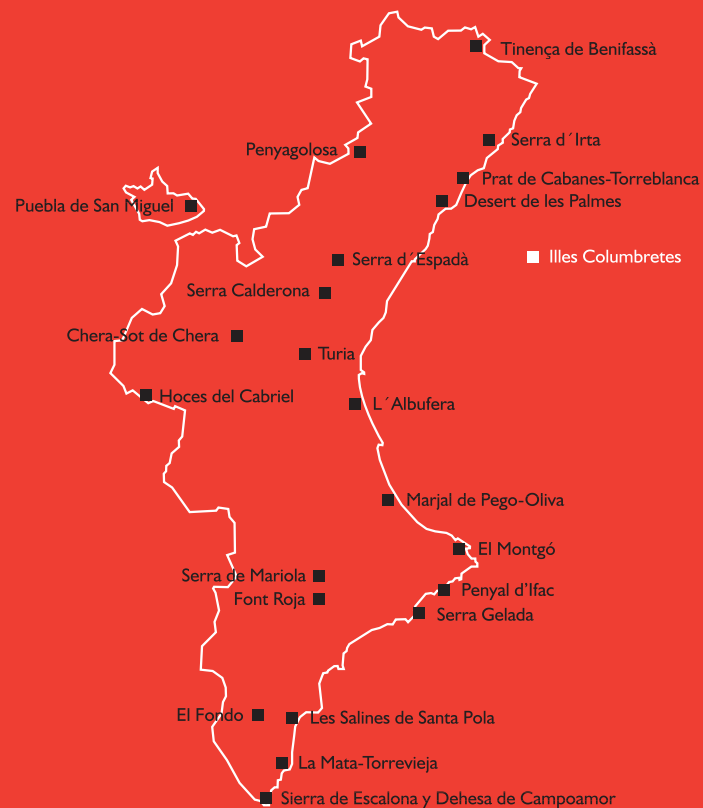 Tinença de Benifassà
Serra d´Irta
Penyagolosa
Prat de Cabanes-Torreblanca
Desert de les Palmes
Puebla de San Miguel
Illes Columbretes
Serra d´Espadà
Serra Calderona
Chera-Sot de Chera
Turia
Hoces del Cabriel
L´Albufera
Marjal de Pego-Oliva
El Montgó
Serra de Mariola
Penyal d'Ifac
Font Roja
Serra Gelada
El Fondo
Les Salines de Santa Pola
La Mata-Torrevieja
Sierra de Escalona y Dehesa de Campoamor